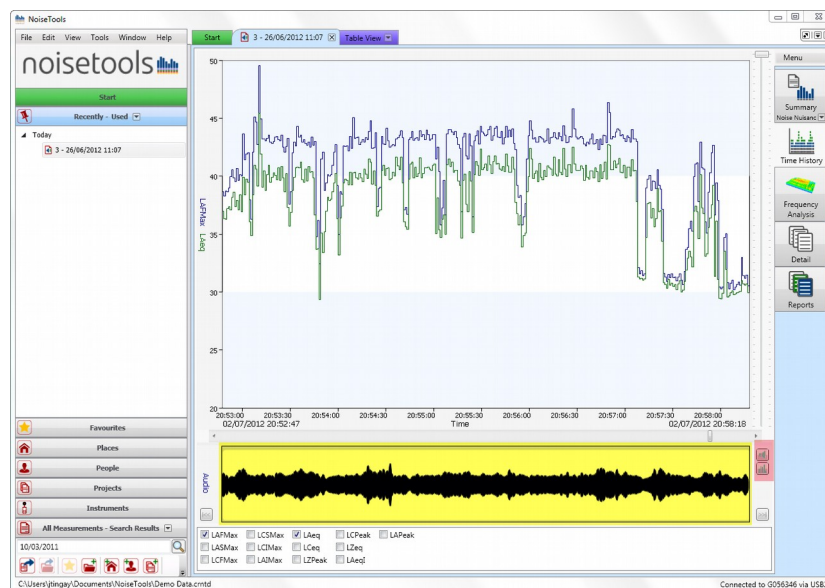 NoiseTools
File Edit View Tools Window Help
Start
3 - 26/06/2012 11:07
Table View
noisetools
Start
Recently - Used
Today
3 - 26/06/2012 11:07
Favourites
Places
People
Projects
Instruments
All Measurements - Search Results
10/03/2011
50
45
40
35
30
25
20
LAFMax LAeq
20:53:00 20:53:30 20:54:00 20:54:30 20:55:00 20:55:30 20:56:00 20:56:30 20:57:00 20:57:30 20:58:00
02/07/2012 20:52:47 Time 02/07/2012 20:58:18
Audio
LAFMax LCSMax LAeq LCPeak LAPeak
LASMax LCIMax LCeq LZeq
LCFMax LAIMax LZPeak LAeqI
Menu
Summary
Noise Nuisanc
Time History
Frequency
Analysis
Detail
Reports
C:\Users\jtingay\Documents\NoiseTools\Demo Data.cmtd
Connected to G056346 via USB